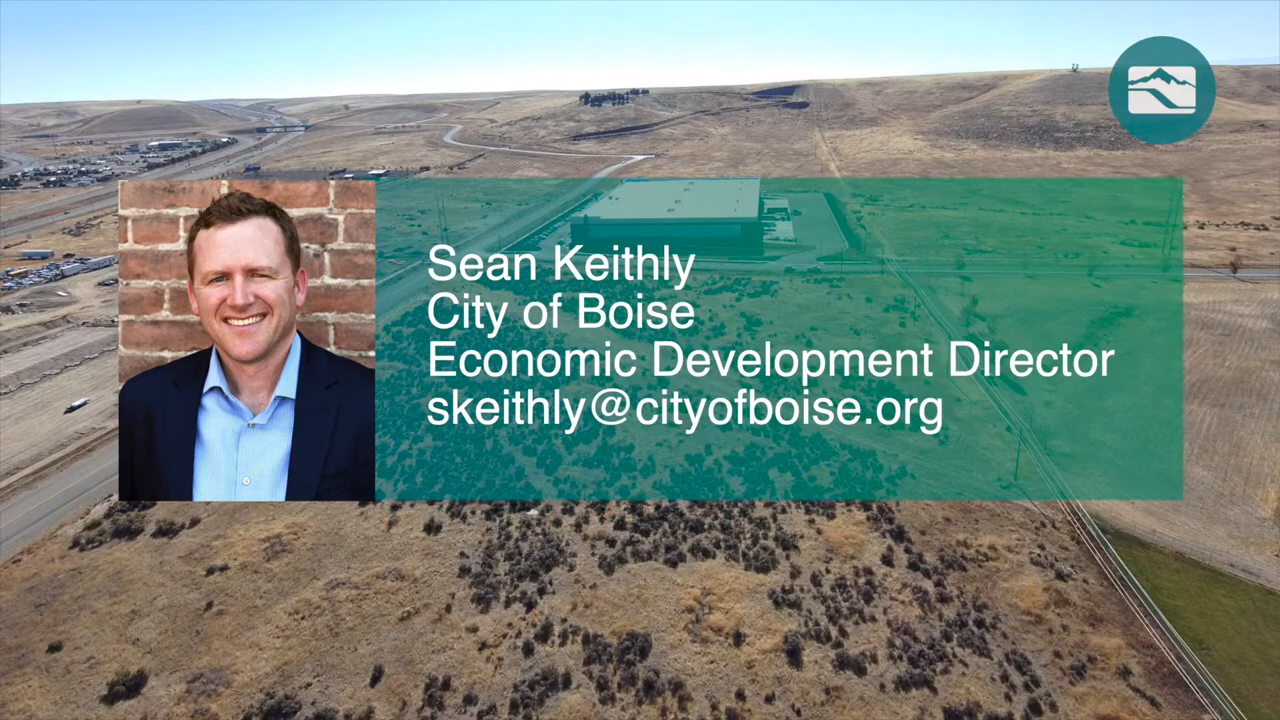 Sean Keithly
City of Boise
Economic Development Director
skeithly@cityofboise.org